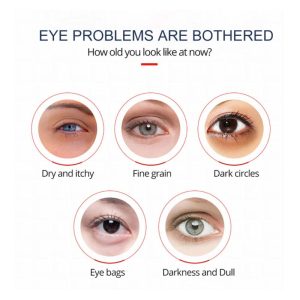 EYE PROBLEMS ARE BOTHERED
How old you look like at now?
Dry and itchy
Fine grain
Dark circles
Eye bags
Darkness and Dull